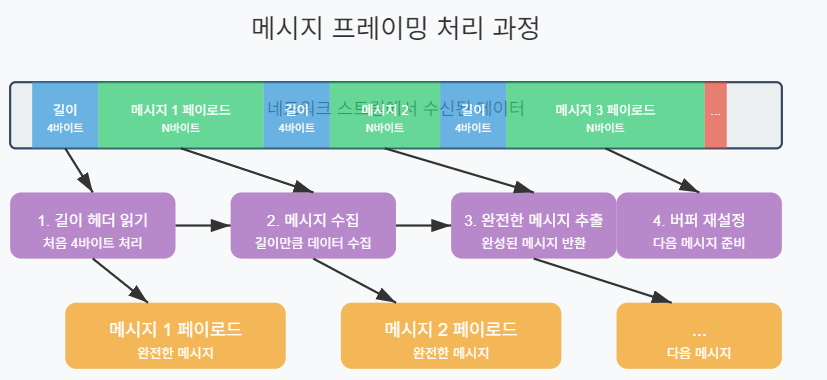 메시지 프레이밍 처리 과정
네트워크 스트림에서 수신된 데이터
길이
4바이트
메시지 1 페이로드
N바이트
길이
4바이트
메시지 2
N바이트
길이
4바이트
메시지 3 페이로드
N바이트
...
1. 길이 헤더 읽기
처음 4바이트 처리
2. 메시지 수집
길이만큼 데이터 수집
3. 완전한 메시지 추출
완성된 메시지 반환
4. 버퍼 재설정
다음 메시지 준비
메시지 1 페이로드
완전한 메시지
메시지 2 페이로드
완전한 메시지
...
다음 메시지